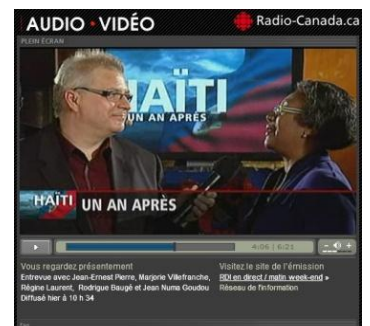 AUDIO • VIDÉO
Radio-Canada.ca
PLEIN ÉCRAN
HAÏTI
UN AN APRÈS
HAÏTI UN AN APRÈS
4:06 | 6:21
- +
Vous regardez présentement
Entrevue avec Jean-Ernest Pierre, Marjorie Villefranche,
Régine Laurent, Rodrigue Baugé et Jean Numa Goudou
Diffusé hier à 10 h 34
Visitez le site de l'émission
RDI en direct / matin week-end »
Réseau de l'information